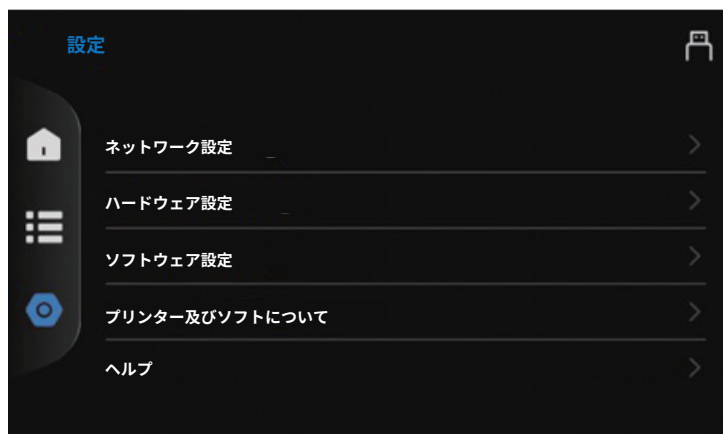 設定
ネットワーク設定
ハードウェア設定
ソフトウェア設定
プリンター及びソフトについて
ヘルプ